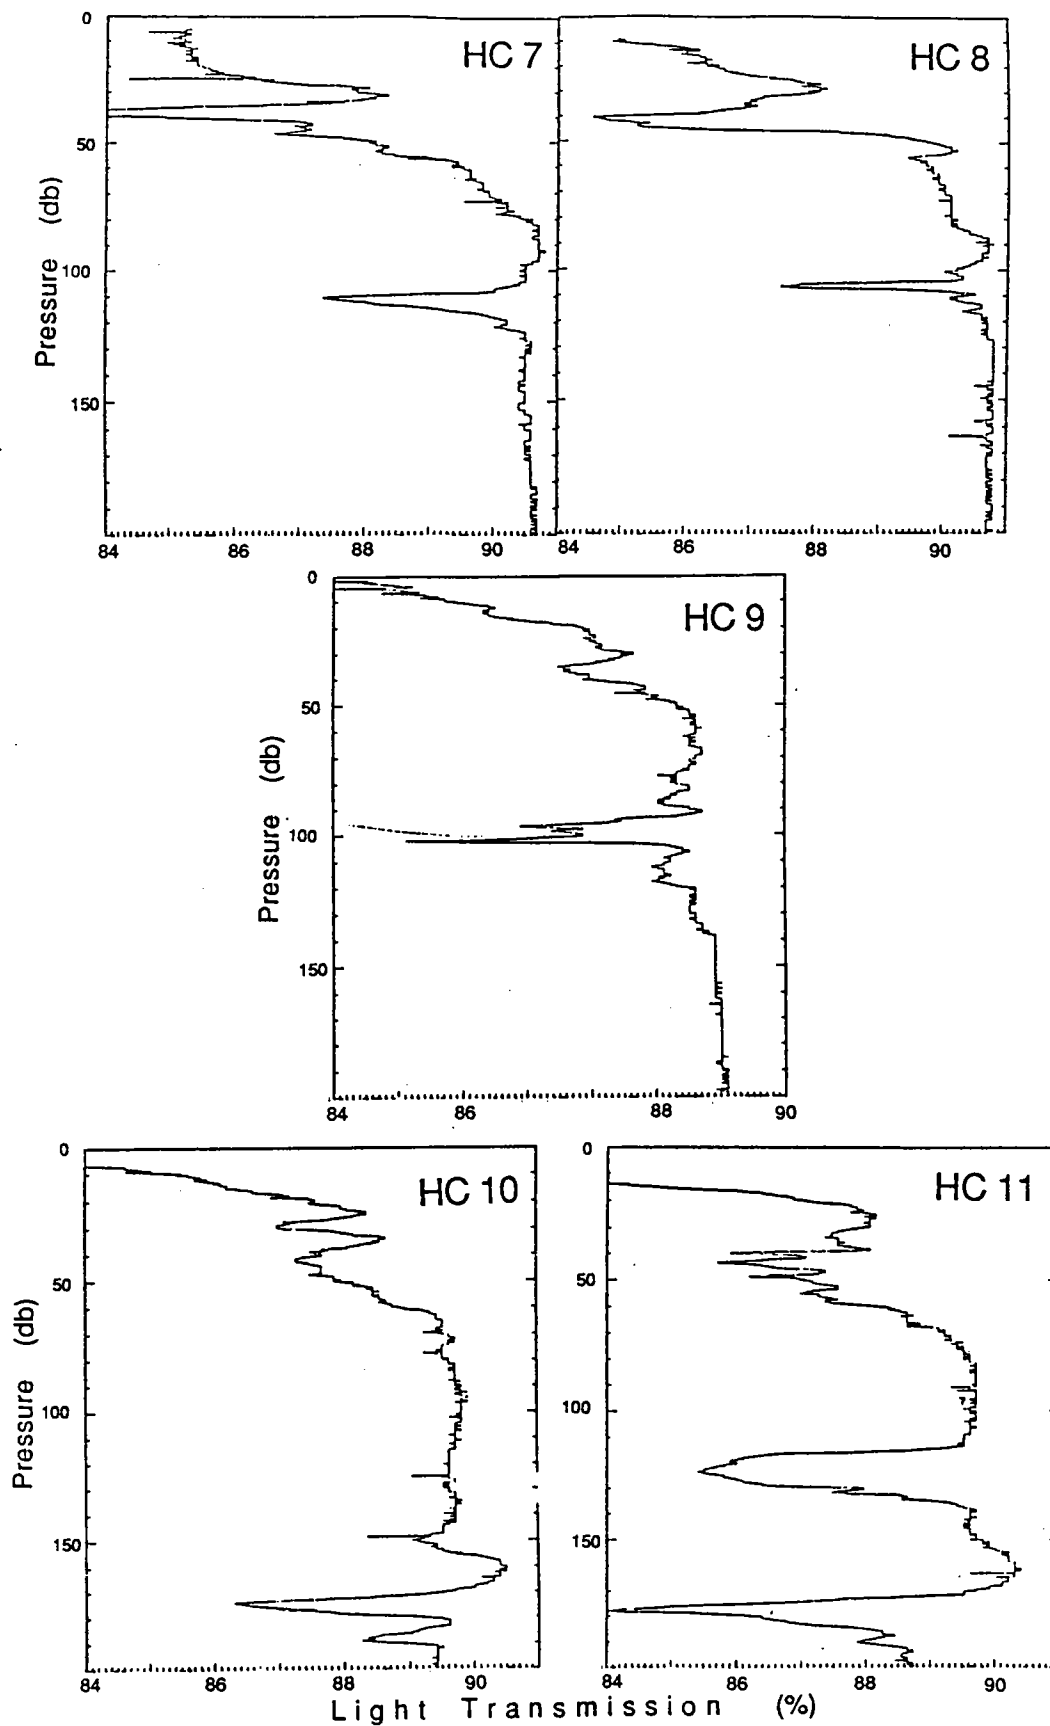 0
HC 7
HC 8
50
Pressure (db)
100
150
84 86 88 90 84 86 88 90
0
HC 9
50
Pressure (db)
100
150
84 86 88 90
0 0
HC 10 HC 11
50 50
Pressure (db)
100 100
150 150
84 86 88 90 84 86 88 90
Light Transmission (%)